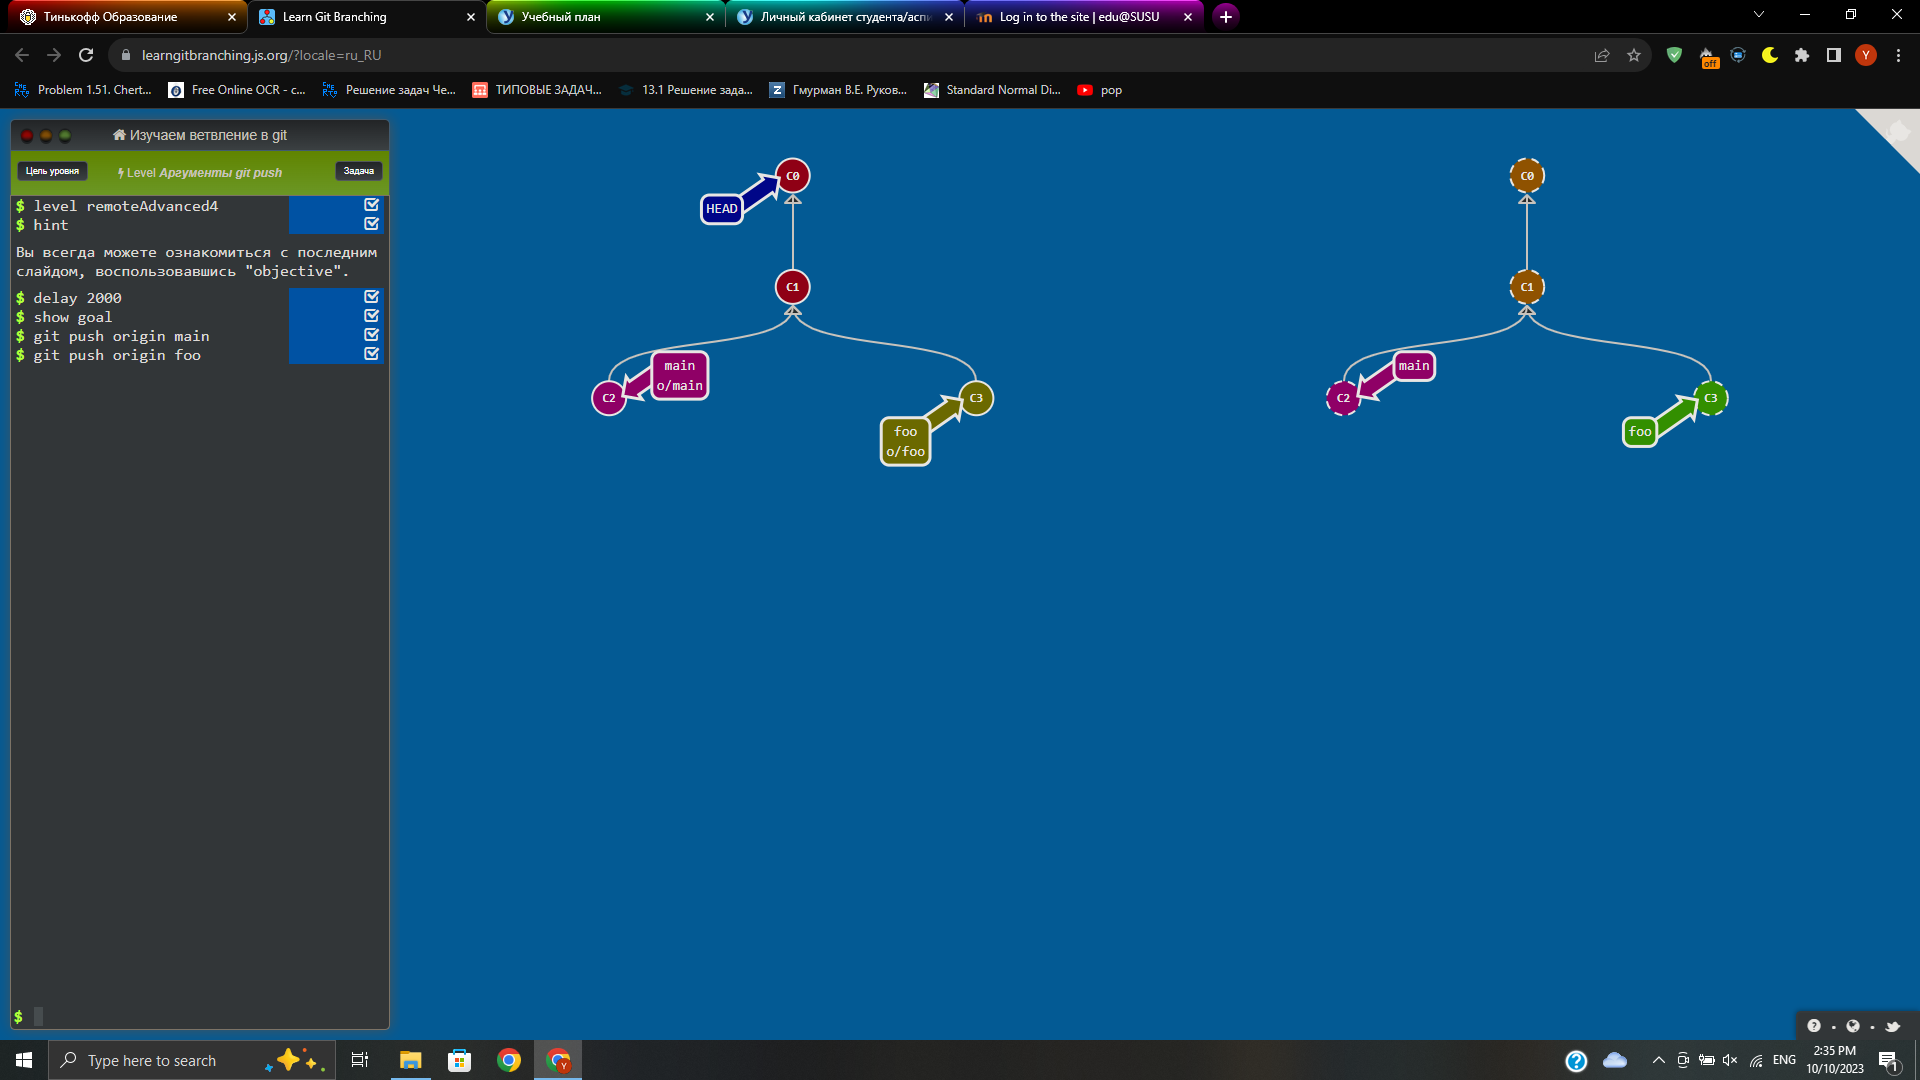 Тинькофф Образование
Learn Git Branching
Учебный план
Личный кабинет студента/аспи
Log in to the site | edu@SUSU
learngitbranching.js.org/?locale=ru_RU
off
Y
Problem 1.51. Chert...
Free Online OCR - c...
Решение задач Че...
ТИПОВЫЕ ЗАДАЧ...
13.1 Решение зада...
Гмурман В.Е. Руков...
Standard Normal Di...
pop
Изучаем ветвление в git
Цель уровня
Level Аргументы git push
Задача
$ level remoteAdvanced4
$ hint
Вы всегда можете ознакомиться с последним
слайдом, воспользовавшись "objective".
$ delay 2000
$ show goal
$ git push origin main
$ git push origin foo
$
C0
HEAD
C1
main
o/main
C2
C3
foo
o/foo
C0
C1
main
C2
C3
foo
Type here to search
ENG
2:35 PM
10/10/2023
1